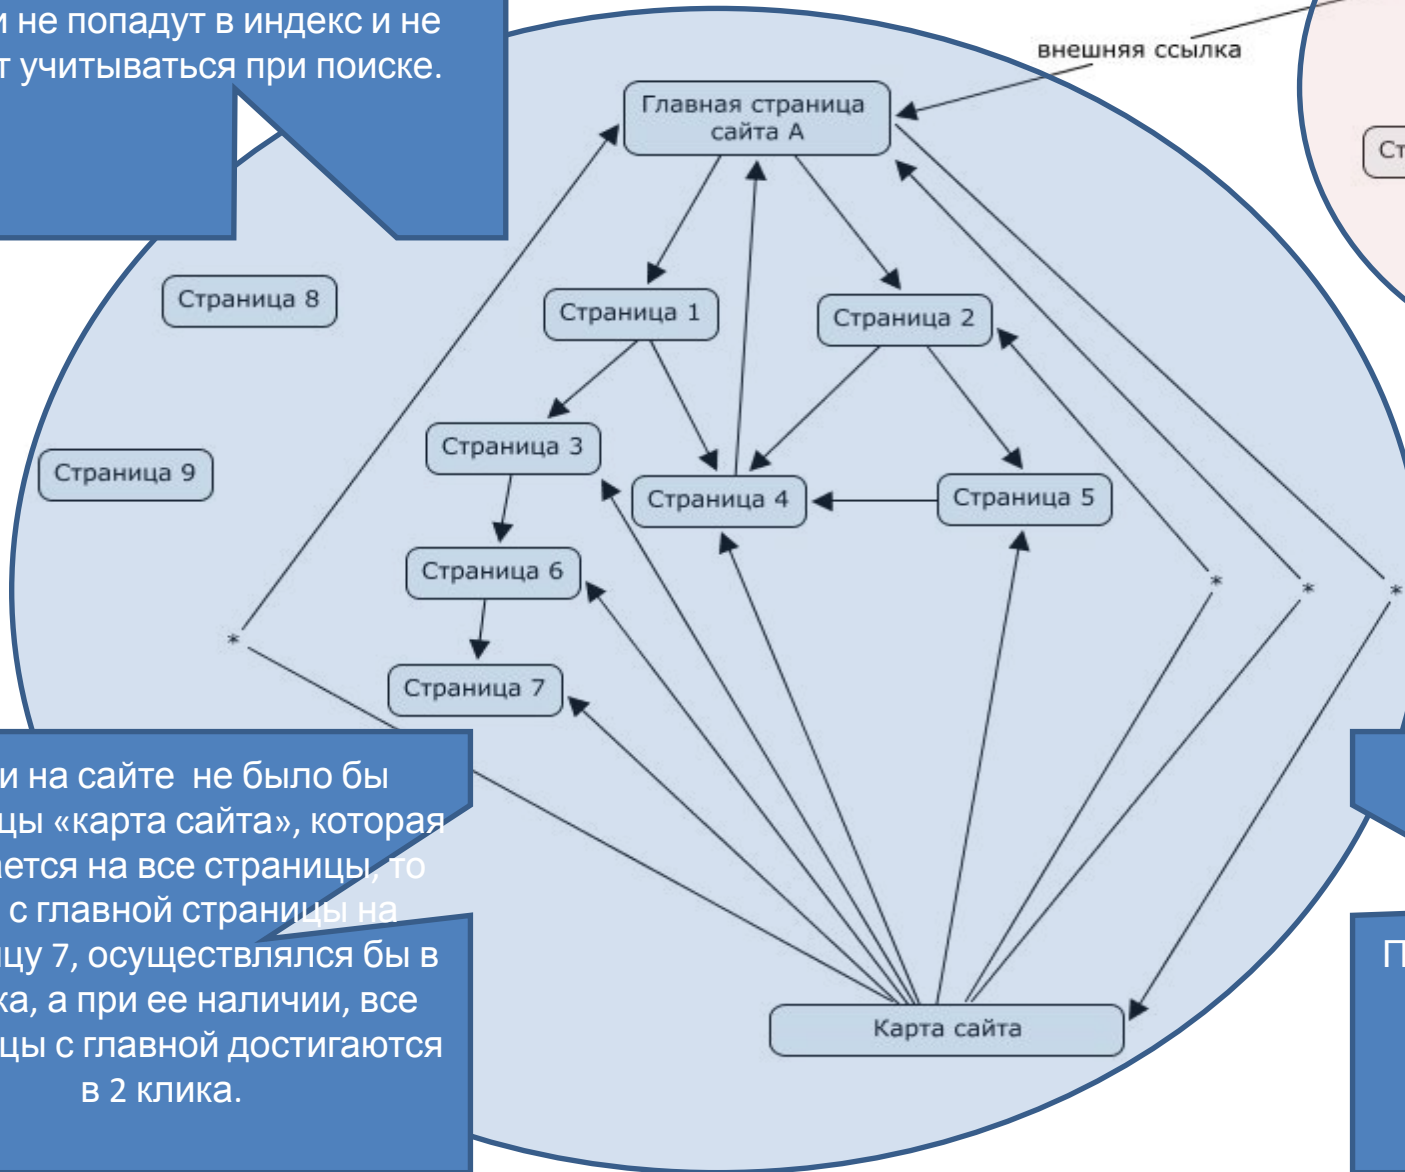 и не попадут в индекс и не
т учитываться при поиске.
внешняя ссылка
Главная страница
сайта А
Ст
Страница 8
Страница 1
Страница 2
Страница 3
Страница 9
Страница 4
Страница 5
Страница 6
*
*
*
*
Страница 7
и на сайте не было бы
цы «карта сайта», которая
ается на все страницы, то
с главной страницы на
цу 7, осуществлялся бы в
ка, а при ее наличии, все
цы с главной достигаются
в 2 клика.
П
Карта сайта